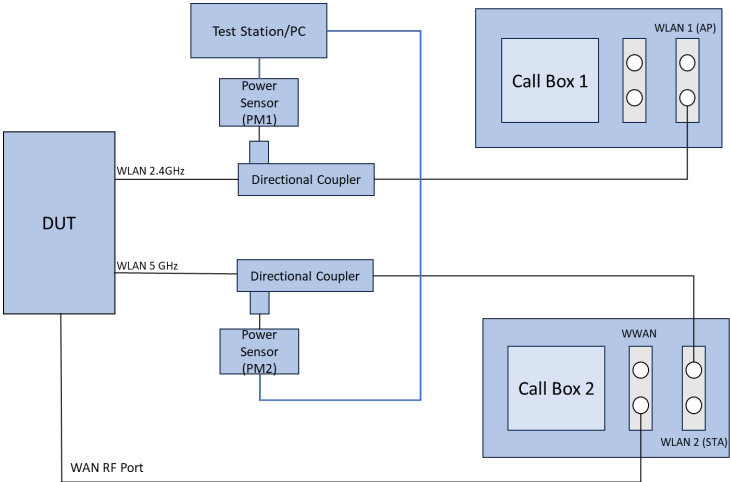 Test Station/PC
WLAN 1 (AP)
Call Box 1
Power
Sensor
(PM1)
WLAN 2.4GHz
Directional Coupler
DUT
WLAN 5 GHz
Directional Coupler
Power
Sensor
(PM2)
WWAN
Call Box 2
WLAN 2 (STA)
WAN RF Port